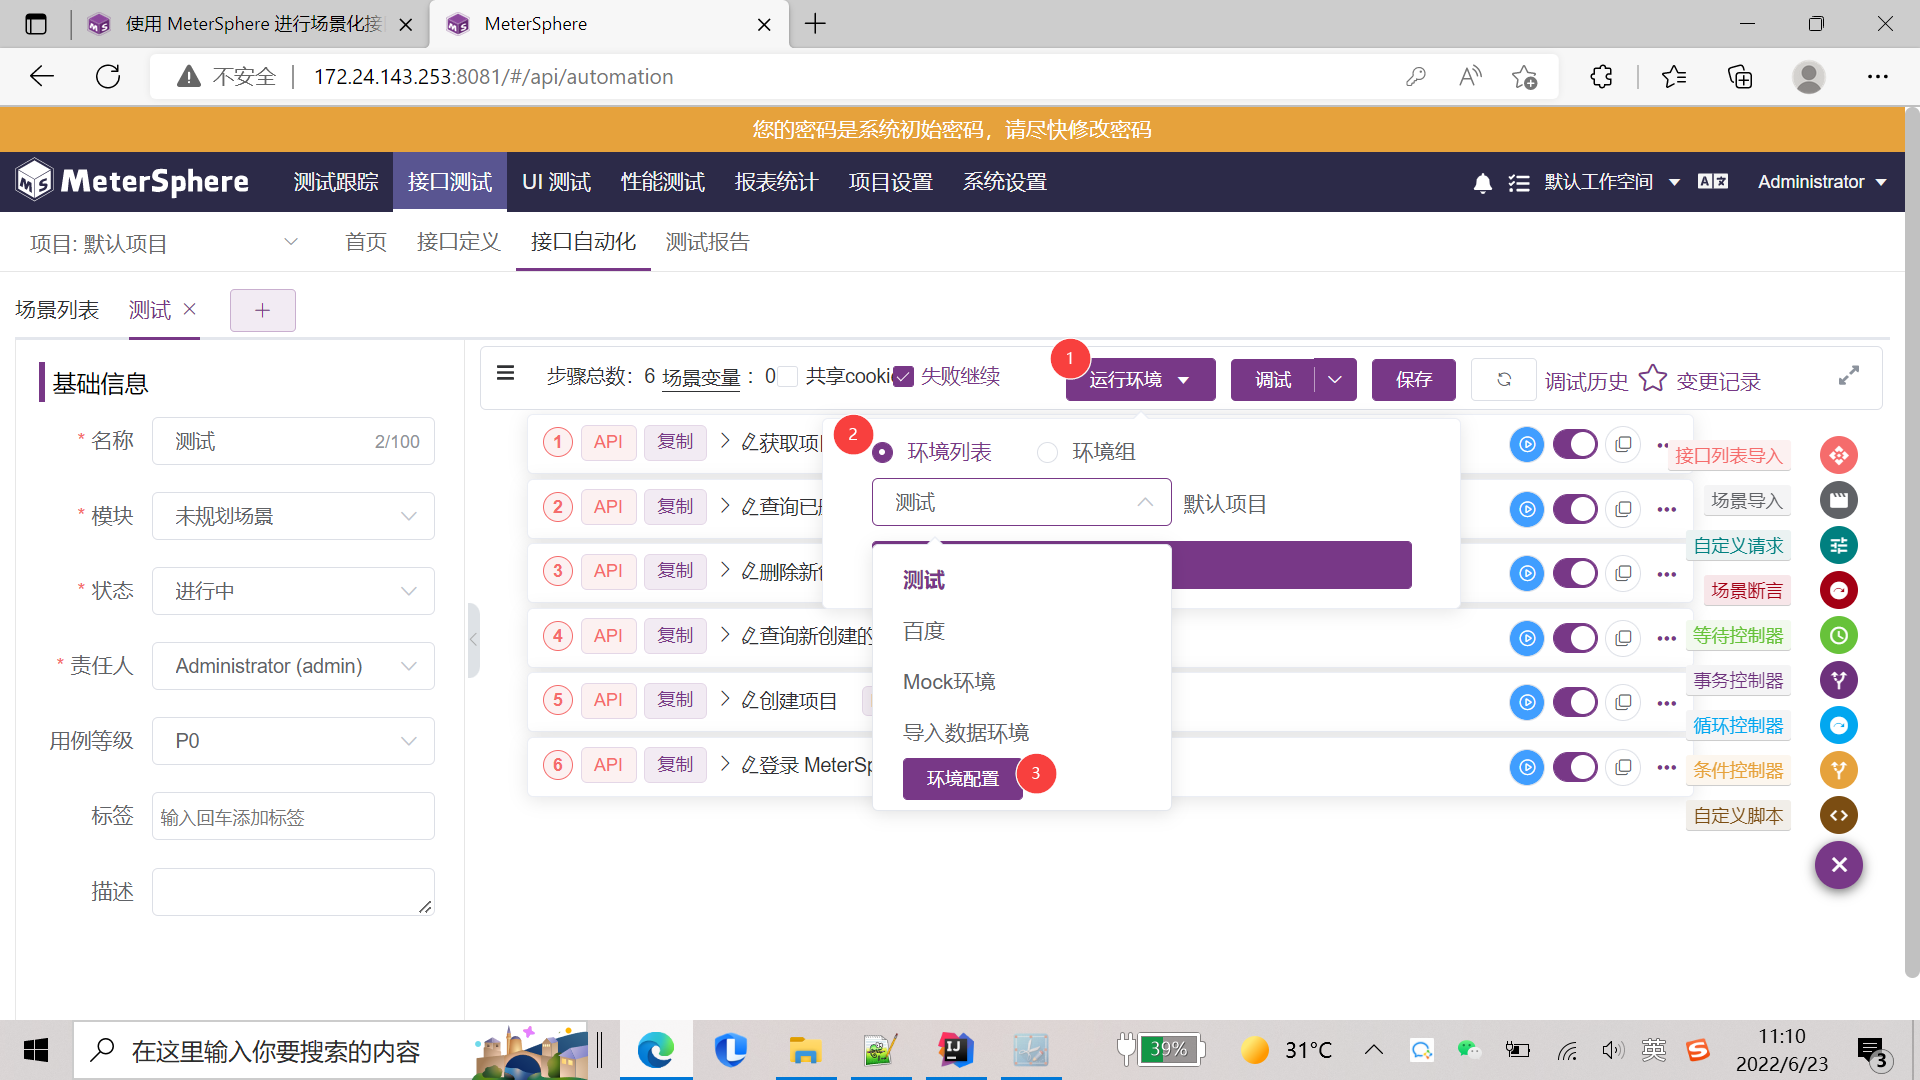 使用 MeterSphere 进行场景化接
MeterSphere
不安全
172.24.143.253:8081/#/api/automation
您的密码是系统初始密码，请尽快修改密码
MeterSphere
测试跟踪
接口测试
UI 测试
性能测试
报表统计
项目设置
系统设置
默认工作空间
Administrator
项目: 默认项目
首页
接口定义
接口自动化
测试报告
场景列表
测试
+
基础信息
* 名称
测试
2/100
* 模块
未规划场景
* 状态
进行中
* 责任人
Administrator (admin)
用例等级
P0
标签
输入回车添加标签
描述
步骤总数：6
场景变量：0
共享cooki
失败继续
1
运行环境
调试
保存
调试历史
变更记录
1 API 复制 获取项
2 API 复制 查询已
3 API 复制 删除新
4 API 复制 查询新创建的
5 API 复制 创建项目
6 API 复制 登录 MeterSp
2
环境列表
环境组
测试
默认项目
测试
百度
Mock环境
导入数据环境
环境配置
3
接口列表导入
场景导入
自定义请求
场景断言
等待控制器
事务控制器
循环控制器
条件控制器
自定义脚本
在这里输入你要搜索的内容
39%
31°C
英
11:10
2022/6/23
3